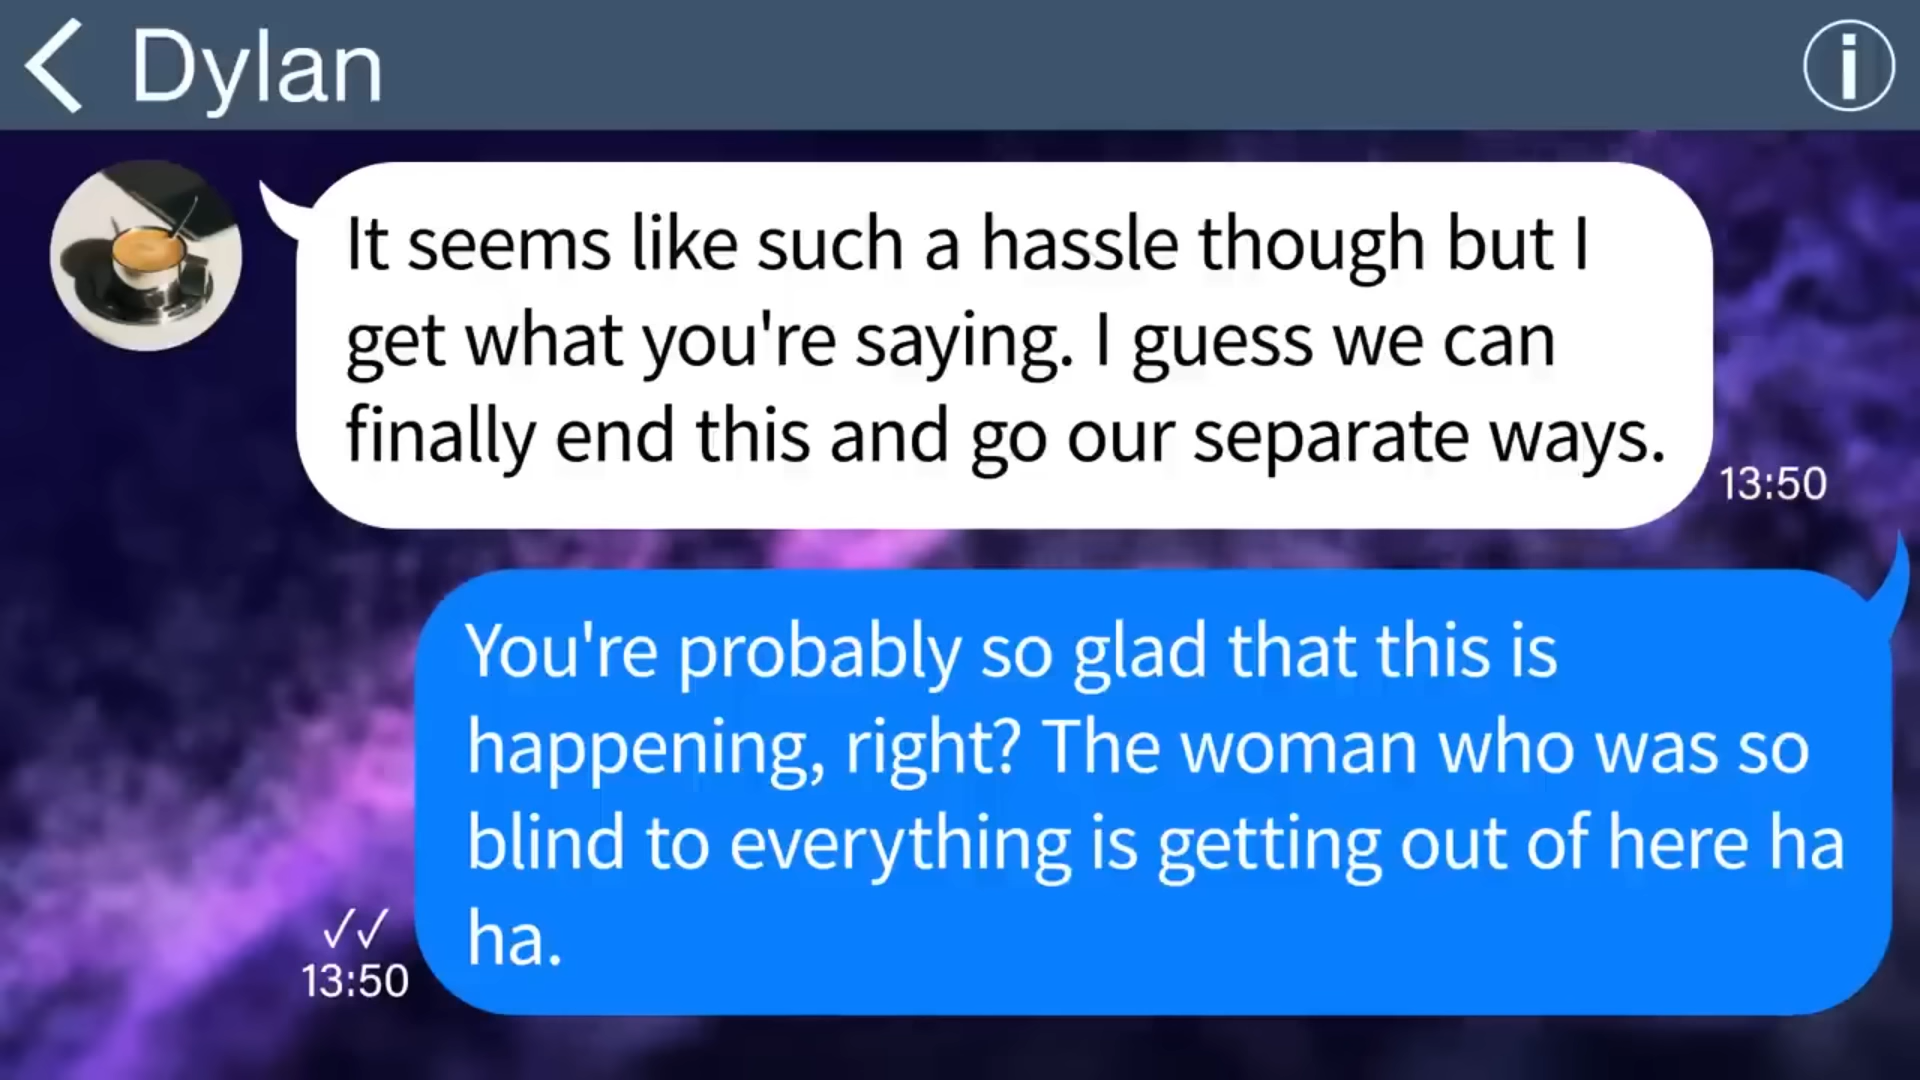 Dylan
It seems like such a hassle though but I
get what you're saying. I guess we can
finally end this and go our separate ways.
13:50
You're probably so glad that this is
happening, right? The woman who was so
blind to everything is getting out of here ha
ha.
13:50